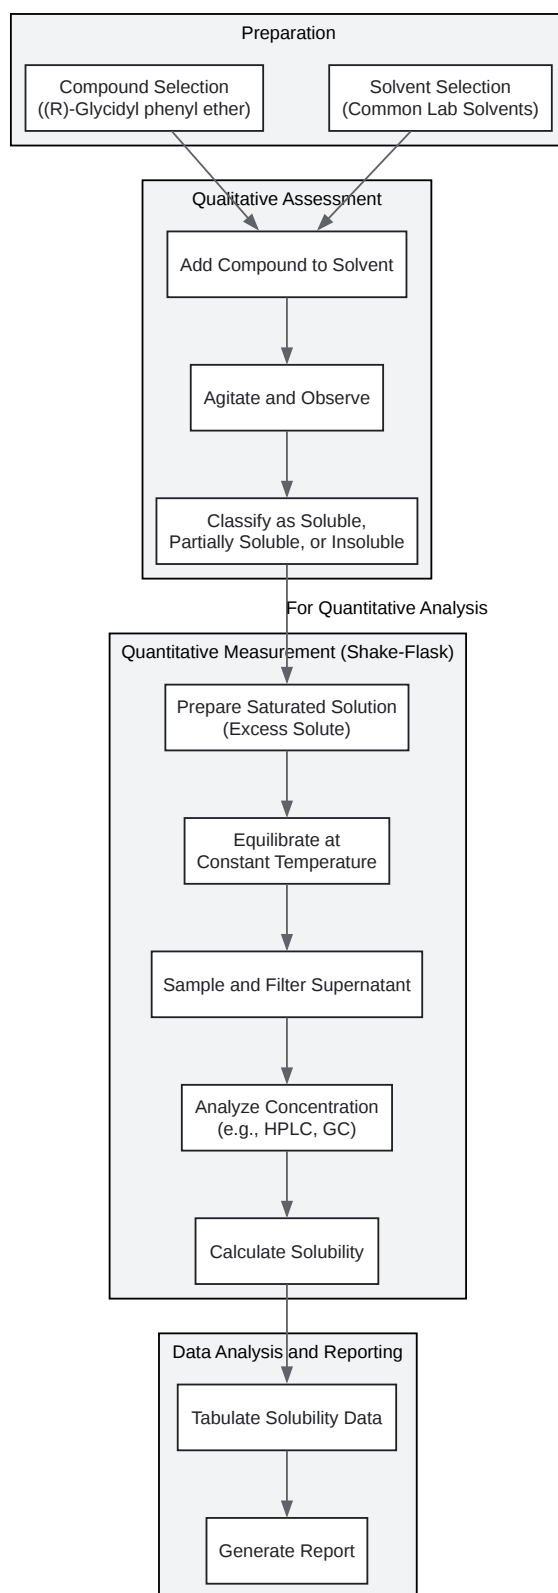 Preparation
Compound Selection
((R)-Glycidyl phenyl ether)
Solvent Selection
(Common Lab Solvents)
Qualitative Assessment
Add Compound to Solvent
Agitate and Observe
Classify as Soluble,
Partially Soluble, or Insoluble
For Quantitative Analysis
Quantitative Measurement (Shake-Flask)
Prepare Saturated Solution
(Excess Solute)
Equilibrate at
Constant Temperature
Sample and Filter Supernatant
Analyze Concentration
(e.g., HPLC, GC)
Calculate Solubility
Data Analysis and Reporting
Tabulate Solubility Data
Generate Report